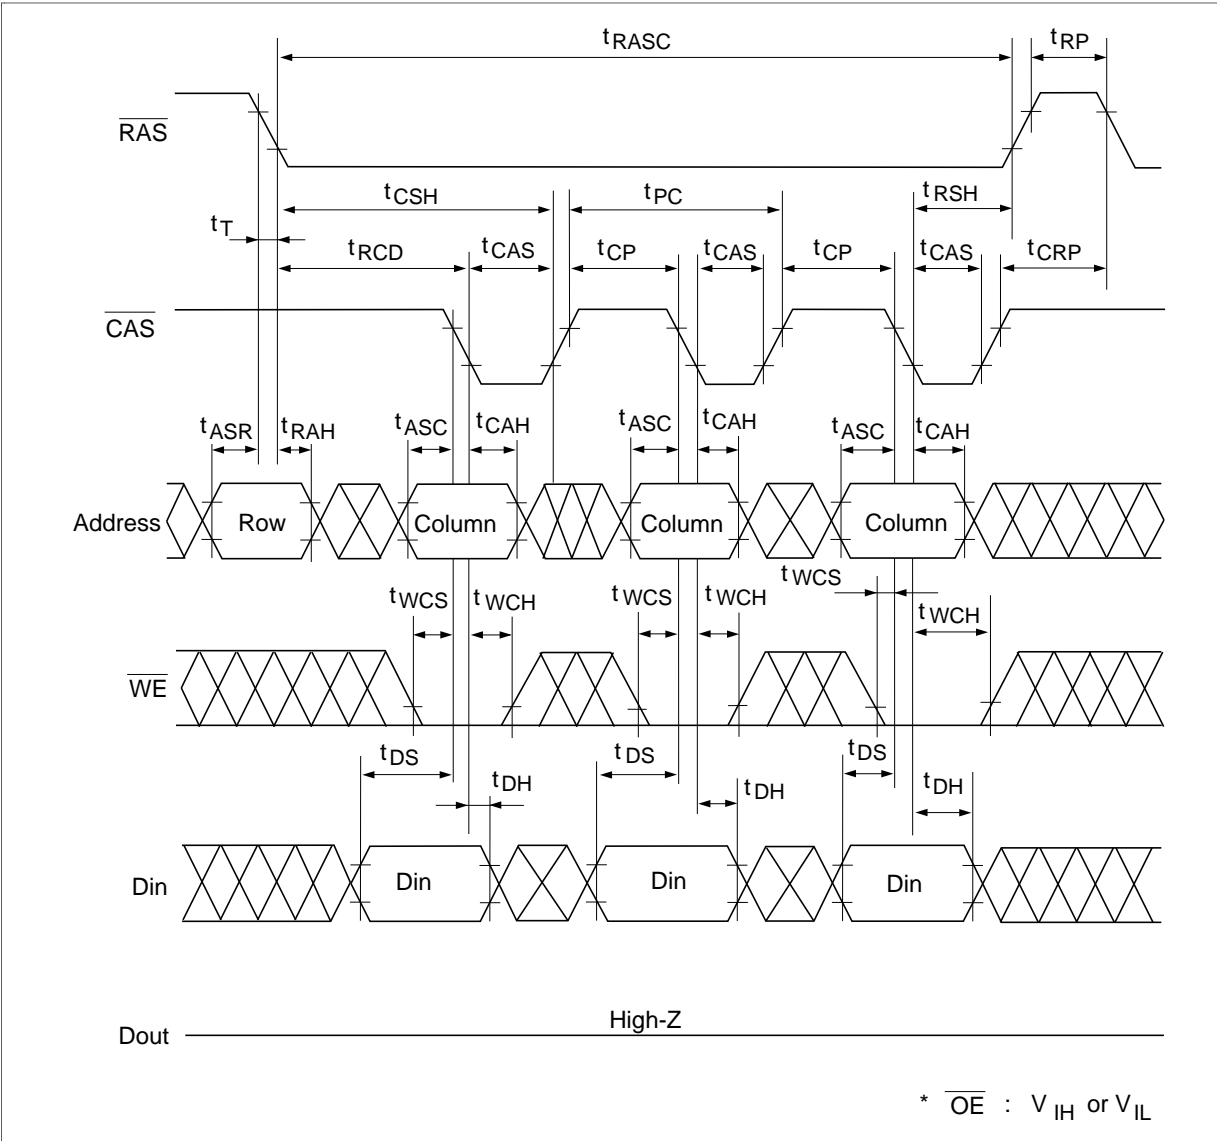 tRASC tRP
RAS
tCSH tPC tRSH
tT
tRCD tCAS tCP tCAS tCP tCAS tCRP
CAS
tASR tRAH tASC tCAH tASC tCAH tASC tCAH
Address Row Column Column Column
tWCS tWCH tWCS tWCH tWCS tWCH
WE
tDS tDH tDS tDH tDS tDH
Din Din Din Din
High-Z
Dout
* OE : VIH or VIL